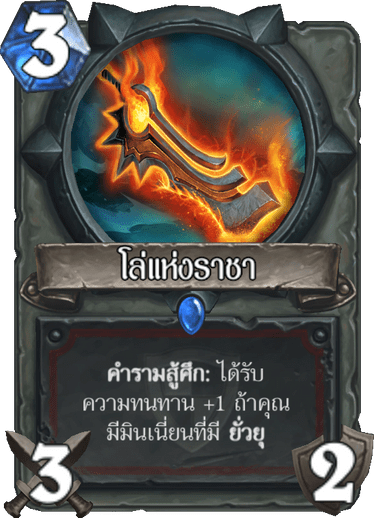 3
โล่แห่งราชา
คำรามสู้ศึก: ได้รับ
ความทนทาน +1 ถ้าคุณ
มีมินเนี่ยนที่มี ยั่วยุ
3
2